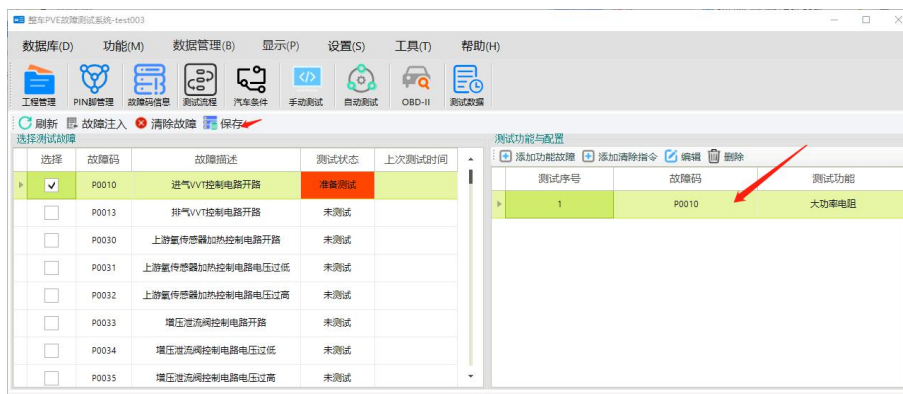 整车PVE故障测试系统-test003
数据库(D) 功能(M) 数据管理(B) 显示(P) 设置(S) 工具(T) 帮助(H)
工程管理 PIN脚管理 故障码信息 测试流程 汽车条件 手动测试 自动测试 OBD-II 测试数据
刷新 故障注入 清除故障 保存
选择测试故障
选择 故障码 故障描述 测试状态 上次测试时间
P0010 进气VVT控制电路开路 准备测试
P0013 排气VVT控制电路开路 未测试
P0030 上游氧传感器加热控制电路开路 未测试
P0031 上游氧传感器加热控制电路电压过低 未测试
P0032 上游氧传感器加热控制电路电压过高 未测试
P0033 增压泄流阀控制电路开路 未测试
P0034 增压泄流阀控制电路电压过低 未测试
P0035 增压泄流阀控制电路电压过高 未测试
测试功能与配置
添加功能故障 添加清除指令 编辑 删除
测试序号 故障码 测试功能
1 P0010 大功率电阻